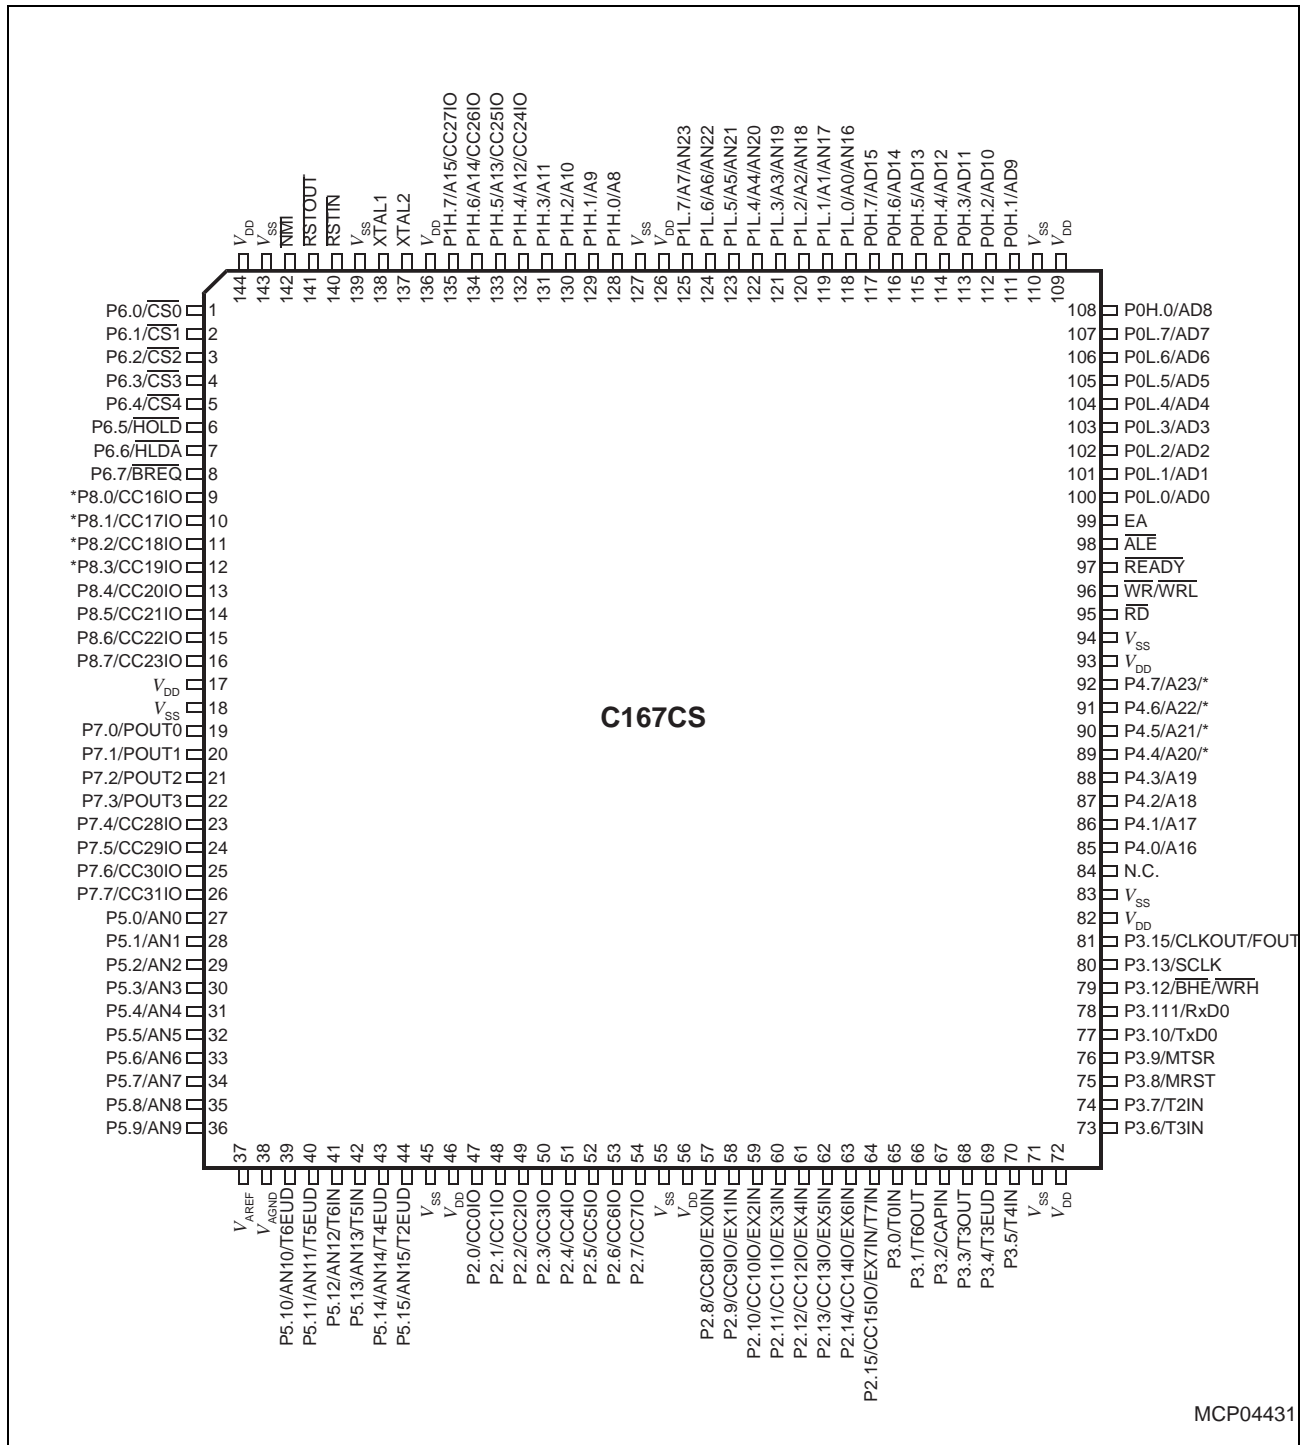 V_DD 144
V_SS 143
NMI 142
RSTOUT 141
RSTIN 140
V_SS 139
XTAL1 138
XTAL2 137
V_DD 136
P1H.7/A15/CC27IO 135
P1H.6/A14/CC26IO 134
P1H.5/A13/CC25IO 133
P1H.4/A12/CC24IO 132
P1H.3/A11 131
P1H.2/A10 130
P1H.1/A9 129
P1H.0/A8 128
V_SS 127
V_DD 126
P1L.7/A7/AN23 125
P1L.6/A6/AN22 124
P1L.5/A5/AN21 123
P1L.4/A4/AN20 122
P1L.3/A3/AN19 121
P1L.2/A2/AN18 120
P1L.1/A1/AN17 119
P1L.0/A0/AN16 118
P0H.7/AD15 117
P0H.6/AD14 116
P0H.5/AD13 115
P0H.4/AD12 114
P0H.3/AD11 113
P0H.2/AD10 112
P0H.1/AD9 111
V_SS 110
V_DD 109
P6.0/CS0 1
P6.1/CS1 2
P6.2/CS2 3
P6.3/CS3 4
P6.4/CS4 5
P6.5/HOLD 6
P6.6/HLDA 7
P6.7/BREQ 8
*P8.0/CC16IO 9
*P8.1/CC17IO 10
*P8.2/CC18IO 11
*P8.3/CC19IO 12
P8.4/CC20IO 13
P8.5/CC21IO 14
P8.6/CC22IO 15
P8.7/CC23IO 16
V_DD 17
V_SS 18
P7.0/POUT0 19
P7.1/POUT1 20
P7.2/POUT2 21
P7.3/POUT3 22
P7.4/CC28IO 23
P7.5/CC29IO 24
P7.6/CC30IO 25
P7.7/CC31IO 26
P5.0/AN0 27
P5.1/AN1 28
P5.2/AN2 29
P5.3/AN3 30
P5.4/AN4 31
P5.5/AN5 32
P5.6/AN6 33
P5.7/AN7 34
P5.8/AN8 35
P5.9/AN9 36
C167CS
108 P0H.0/AD8
107 P0L.7/AD7
106 P0L.6/AD6
105 P0L.5/AD5
104 P0L.4/AD4
103 P0L.3/AD3
102 P0L.2/AD2
101 P0L.1/AD1
100 P0L.0/AD0
99 EA
98 ALE
97 READY
96 WR/WRL
95 RD
94 V_SS
93 V_DD
92 P4.7/A23/*
91 P4.6/A22/*
90 P4.5/A21/*
89 P4.4/A20/*
88 P4.3/A19
87 P4.2/A18
86 P4.1/A17
85 P4.0/A16
84 N.C.
83 V_SS
82 V_DD
81 P3.15/CLKOUT/FOUT
80 P3.13/SCLK
79 P3.12/BHE/WRH
78 P3.111/RxD0
77 P3.10/TxD0
76 P3.9/MTSR
75 P3.8/MRST
74 P3.7/T2IN
73 P3.6/T3IN
37 V_AREF
38 V_AGND
39 P5.10/AN10/T6EUD
40 P5.11/AN11/T5EUD
41 P5.12/AN12/T6IN
42 P5.13/AN13/T5IN
43 P5.14/AN14/T4EUD
44 P5.15/AN15/T2EUD
45 V_SS
46 V_DD
47 P2.0/CC0IO
48 P2.1/CC1IO
49 P2.2/CC2IO
50 P2.3/CC3IO
51 P2.4/CC4IO
52 P2.5/CC5IO
53 P2.6/CC6IO
54 P2.7/CC7IO
55 V_SS
56 V_DD
57 P2.8/CC8IO/EX0IN
58 P2.9/CC9IO/EX1IN
59 P2.10/CC10IO/EX2IN
60 P2.11/CC11IO/EX3IN
61 P2.12/CC12IO/EX4IN
62 P2.13/CC13IO/EX5IN
63 P2.14/CC14IO/EX6IN
64 P2.15/CC15IO/EX7IN/T7IN
65 P3.0/T0IN
66 P3.1/T6OUT
67 P3.2/CAPIN
68 P3.3/T3OUT
69 P3.4/T3EUD
70 P3.5/T4IN
71 V_SS
72 V_DD
MCP04431